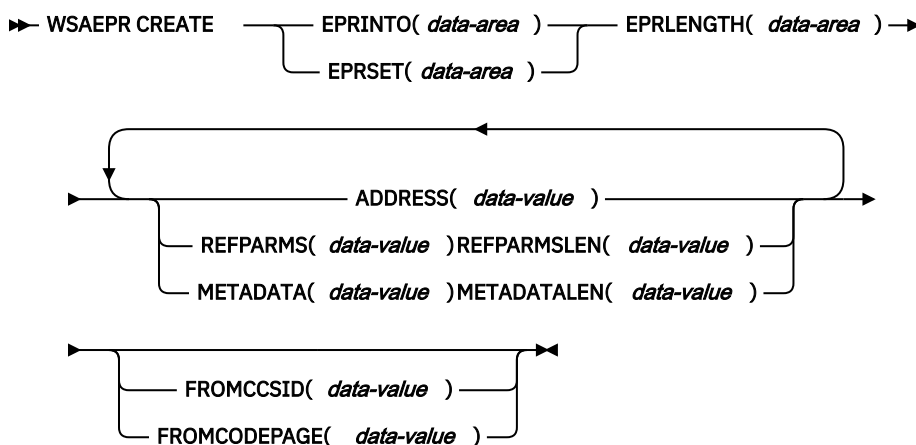 WSAEPR CREATE EPRINTO( data-area ) EPRLENGTH( data-area )
EPRSET( data-area )
ADDRESS( data-value )
REFPARMS( data-value )REFPARMSLEN( data-value )
METADATA( data-value )METADATALEN( data-value )
FROMCCSID( data-value )
FROMCODEPAGE( data-value )